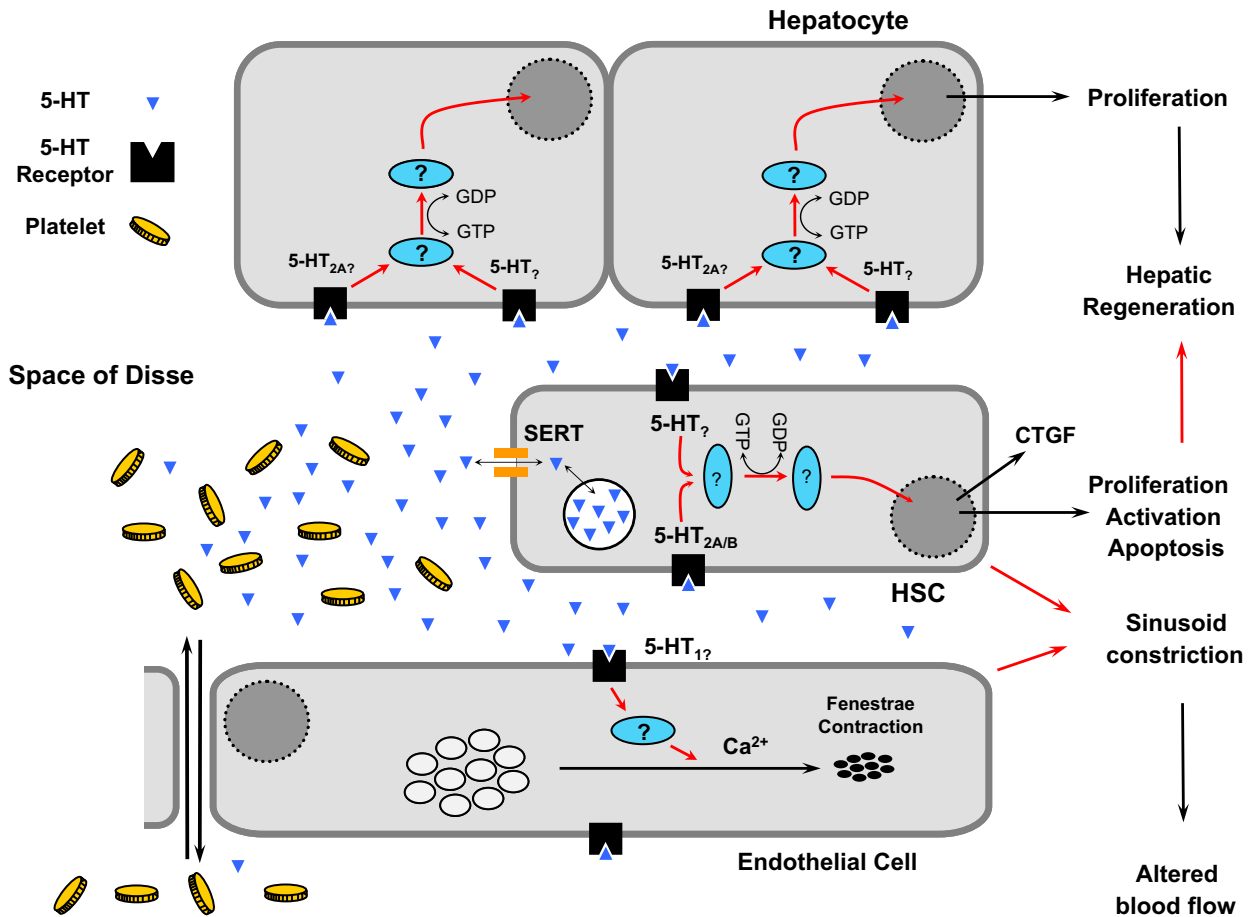 Hepatocyte
5-HT
5-HT
Receptor
Platelet
?
GDP
GTP
?
5-HT2A?
5-HT?
?
GDP
GTP
?
5-HT2A?
5-HT?
Proliferation
Hepatic
Regeneration
Space of Disse
SERT
5-HT?
GTP
GDP
?
?
5-HT2A/B
HSC
CTGF
Proliferation
Activation
Apoptosis
Sinusoid
constriction
5-HT1?
?
Ca2+
Fenestrae
Contraction
Endothelial Cell
Altered
blood flow